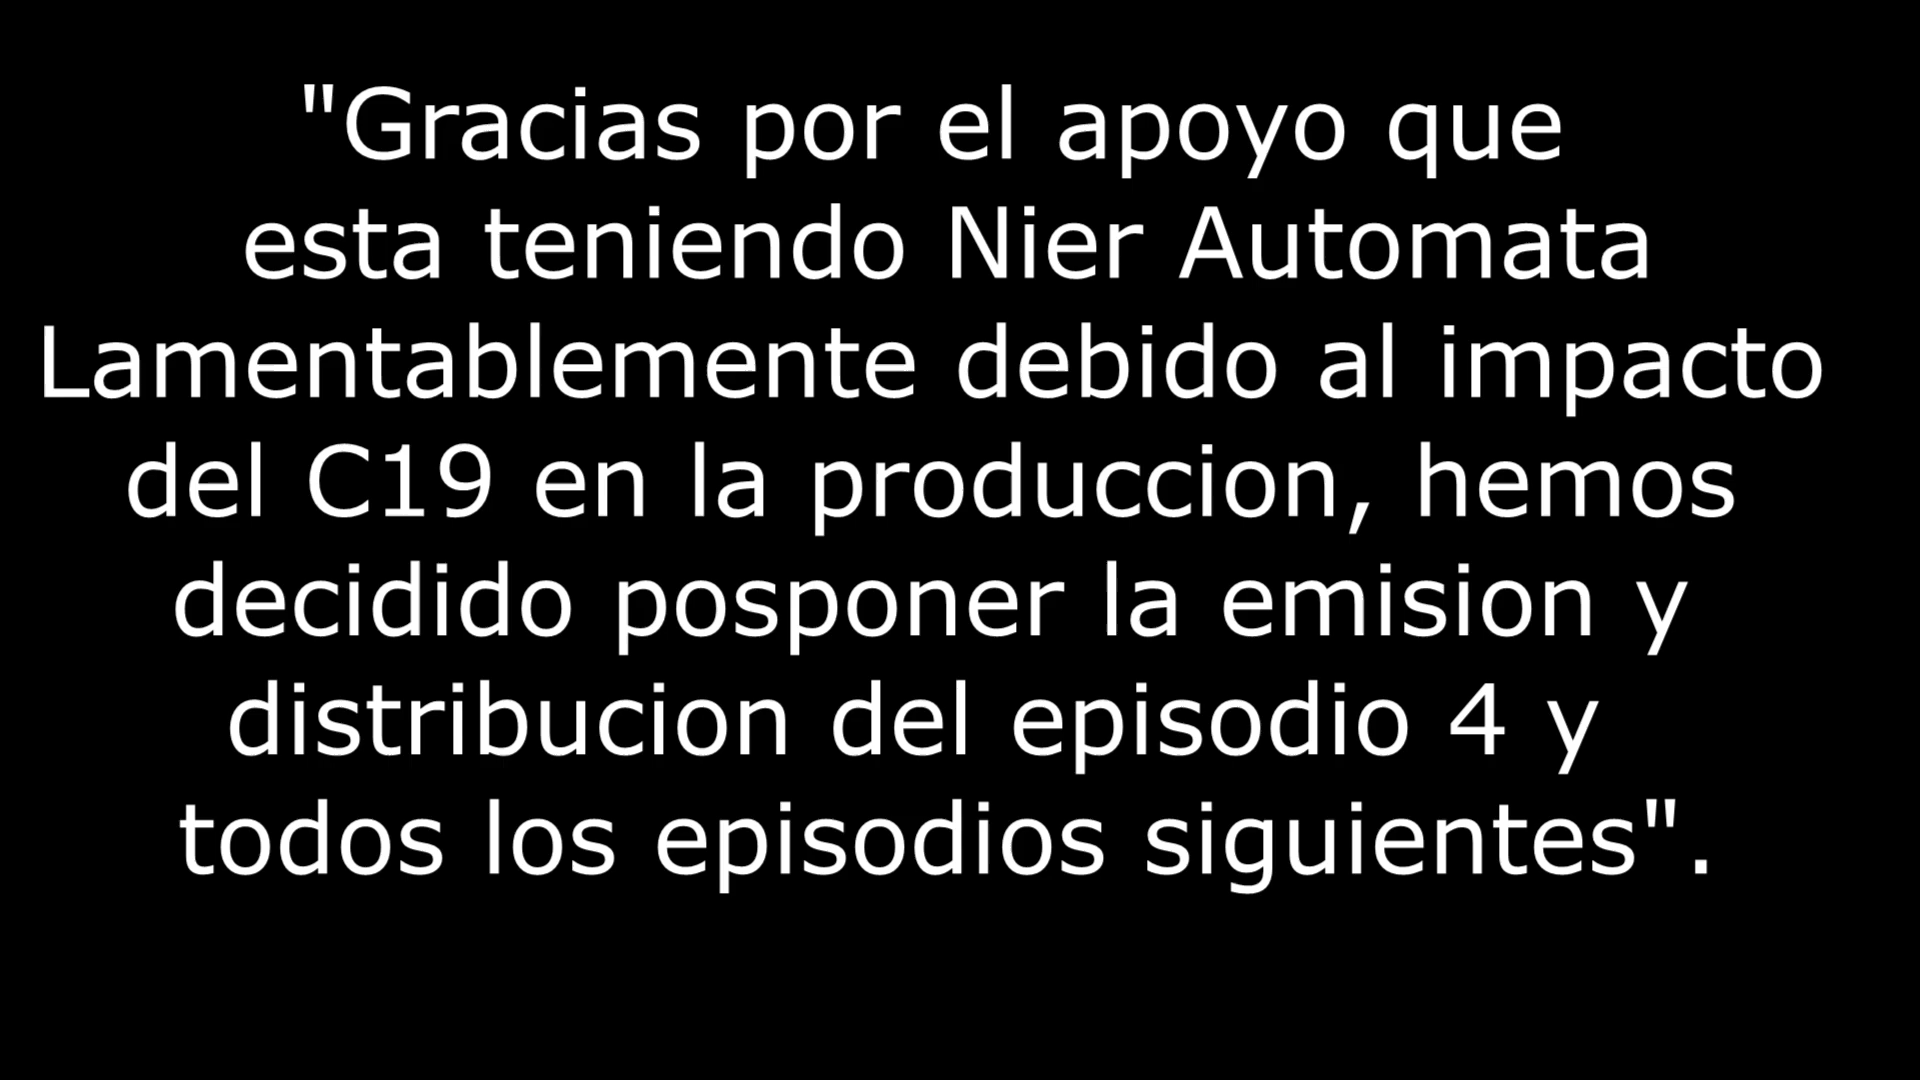 "Gracias por el apoyo que
esta teniendo Nier Automata
Lamentablemente debido al impacto
del C19 en la produccion, hemos
decidido posponer la emision y
distribucion del episodio 4 y
todos los episodios siguientes".